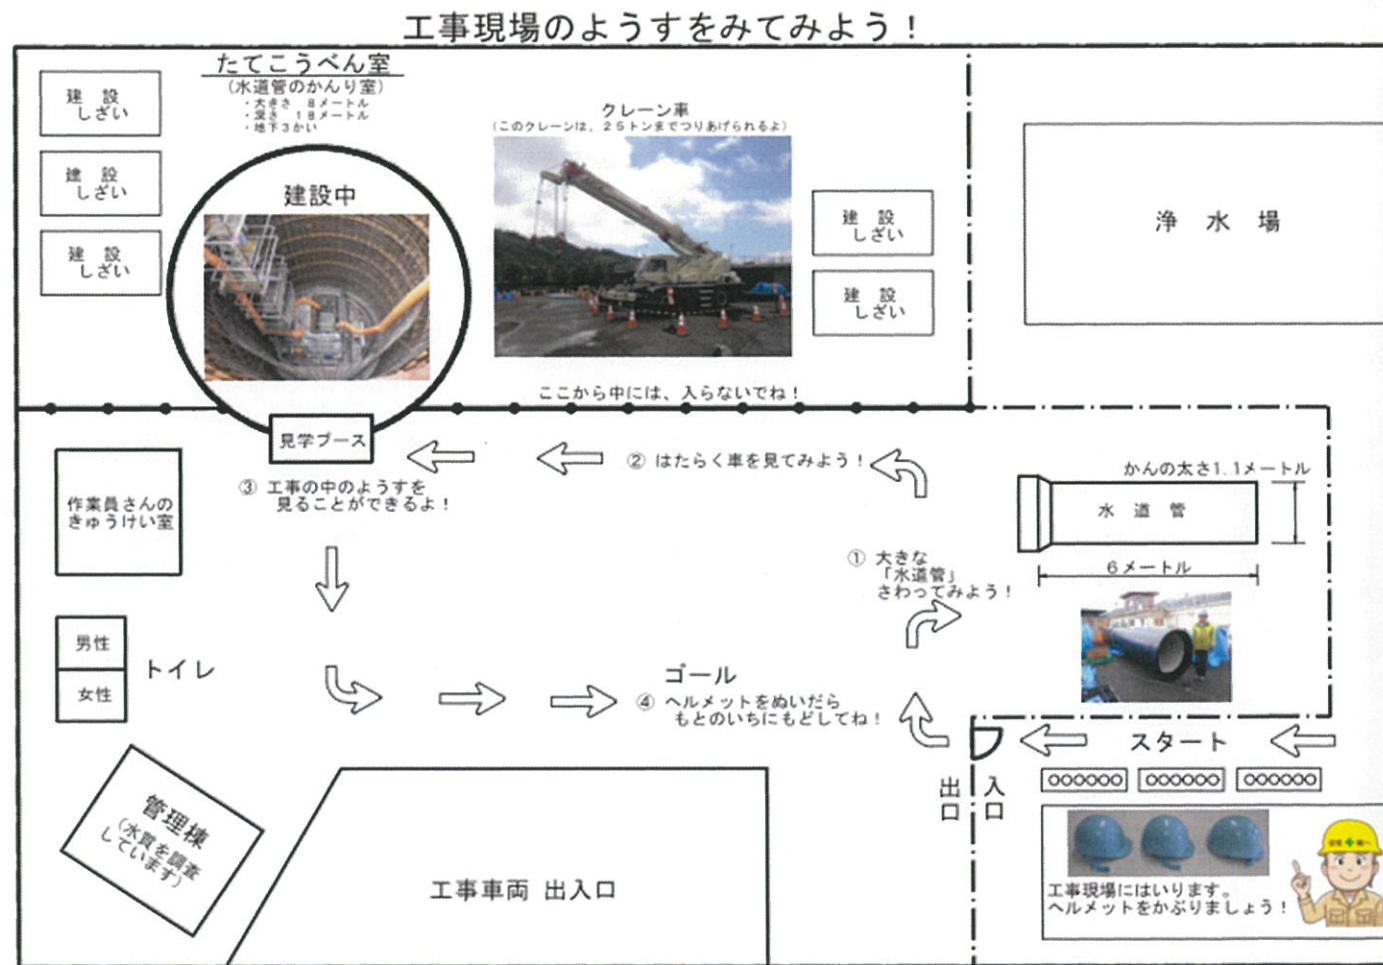 工事現場のようすをみてみよう！
たてこうべん室
(水道管のかんり室)
・大きさ 8メートル
・深さ 18メートル
・地下3かい
建設
しざい
建設
しざい
建設
しざい
建設中
クレーン車
(このクレーンは、25トンまでつりあげられるよ)
建設
しざい
建設
しざい
浄水場
ここから中には、入らないでね！
見学ブース
② はたらく車を見てみよう！
③ 工事の中のようすを
見ることができるよ！
作業員さんの
きゅうけい室
かんの太さ1.1メートル
水道管
6メートル
① 大きな
「水道管」
さわってみよう！
男性
女性
トイレ
ゴール
④ ヘルメットをぬいだら
もとのいちにもどしてね！
スタート
出口
入口
○○○○○○
○○○○○○
○○○○○○
管理棟
(水質を調査
しています)
工事車両 出入口
工事現場にはいります。
ヘルメットをかぶりましょう！